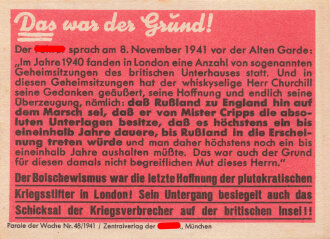 Das war der Grund!
Der sprach am 8. November 1941 vor der Alten Garde:
„Im Jahre 1940 fanden in London eine Anzahl von sogenannten
Geheimsitzungen des britischen Unterhauses statt. Und in
diesen Geheimsitzungen hat der whiskyselige Herr Churchill
seine Gedanken geäußert, seine Hoffnung und endlich seine
Überzeugung, nämlich: daß Rußland zu England hin auf
dem Marsch sei, daß er von Mister Cripps die abso-
luten Unterlagen besitze, daß es höchstens ein bis
eineinhalb Jahre dauere, bis Rußland in die Erschei-
nung treten würde und man daher höchstens noch ein bis
eineinhalb Jahre aushalten müßte. Das war auch der Grund
für diesen damals nicht begreiflichen Mut dieses Herrn."
Der Bolschewismus war die letzte Hoffnung der plutokratischen
Kriegsstifter in London! Sein Untergang besiegelt auch das
Schicksal der Kriegsverbrecher auf der britischen Insel!!
Parole der Woche Nr. 48/1941 / Zentralverlag der , München